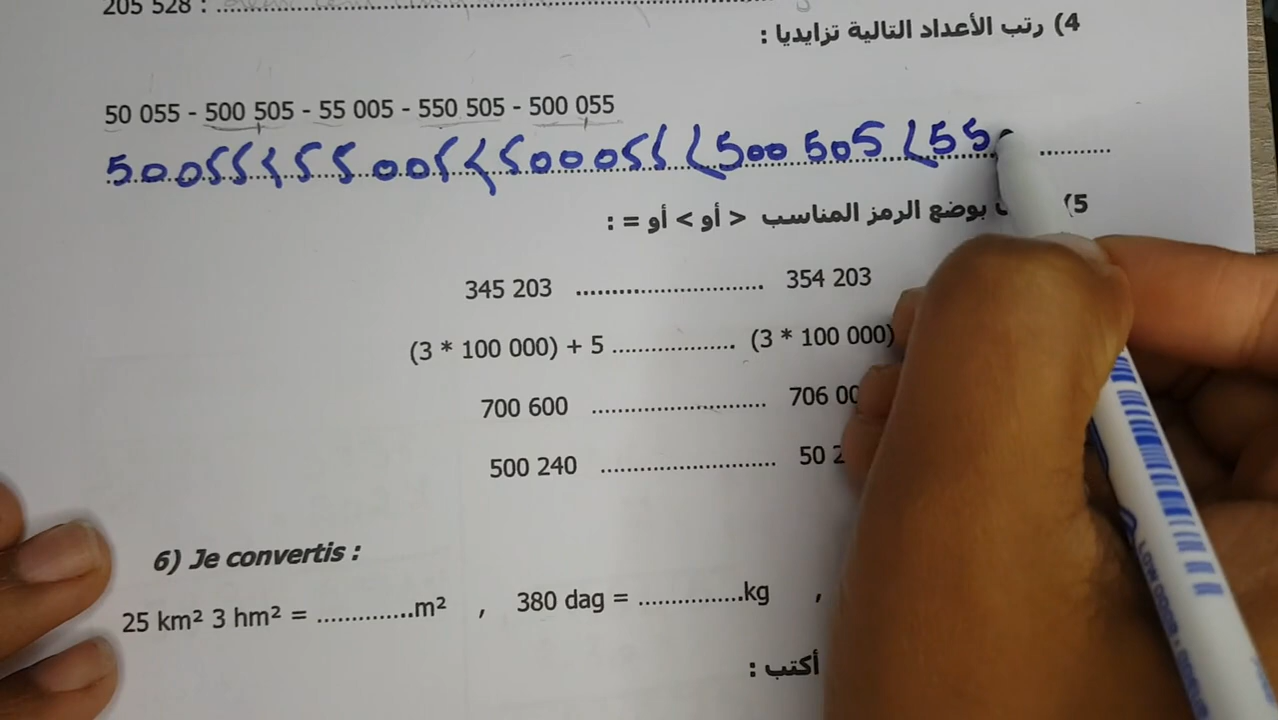 205 528 : ..............
4) رتب الأعداد التالية تزايديا :
50 055 - 500 505 - 55 005 - 550 505 - 500 055
50055 < 55005 < 500055 < 500 505 < 55
5) بوضع الرمز المناسب > أو < أو = :
345 203 .............. 354 203
(3 * 100 000) + 5 .............. (3 * 100 000)
700 600 .............. 706 00
500 240 .............. 50 2
6) Je convertis :
25 km² 3 hm² = ..............m² , 380 dag = ..............kg ,
أكتب :